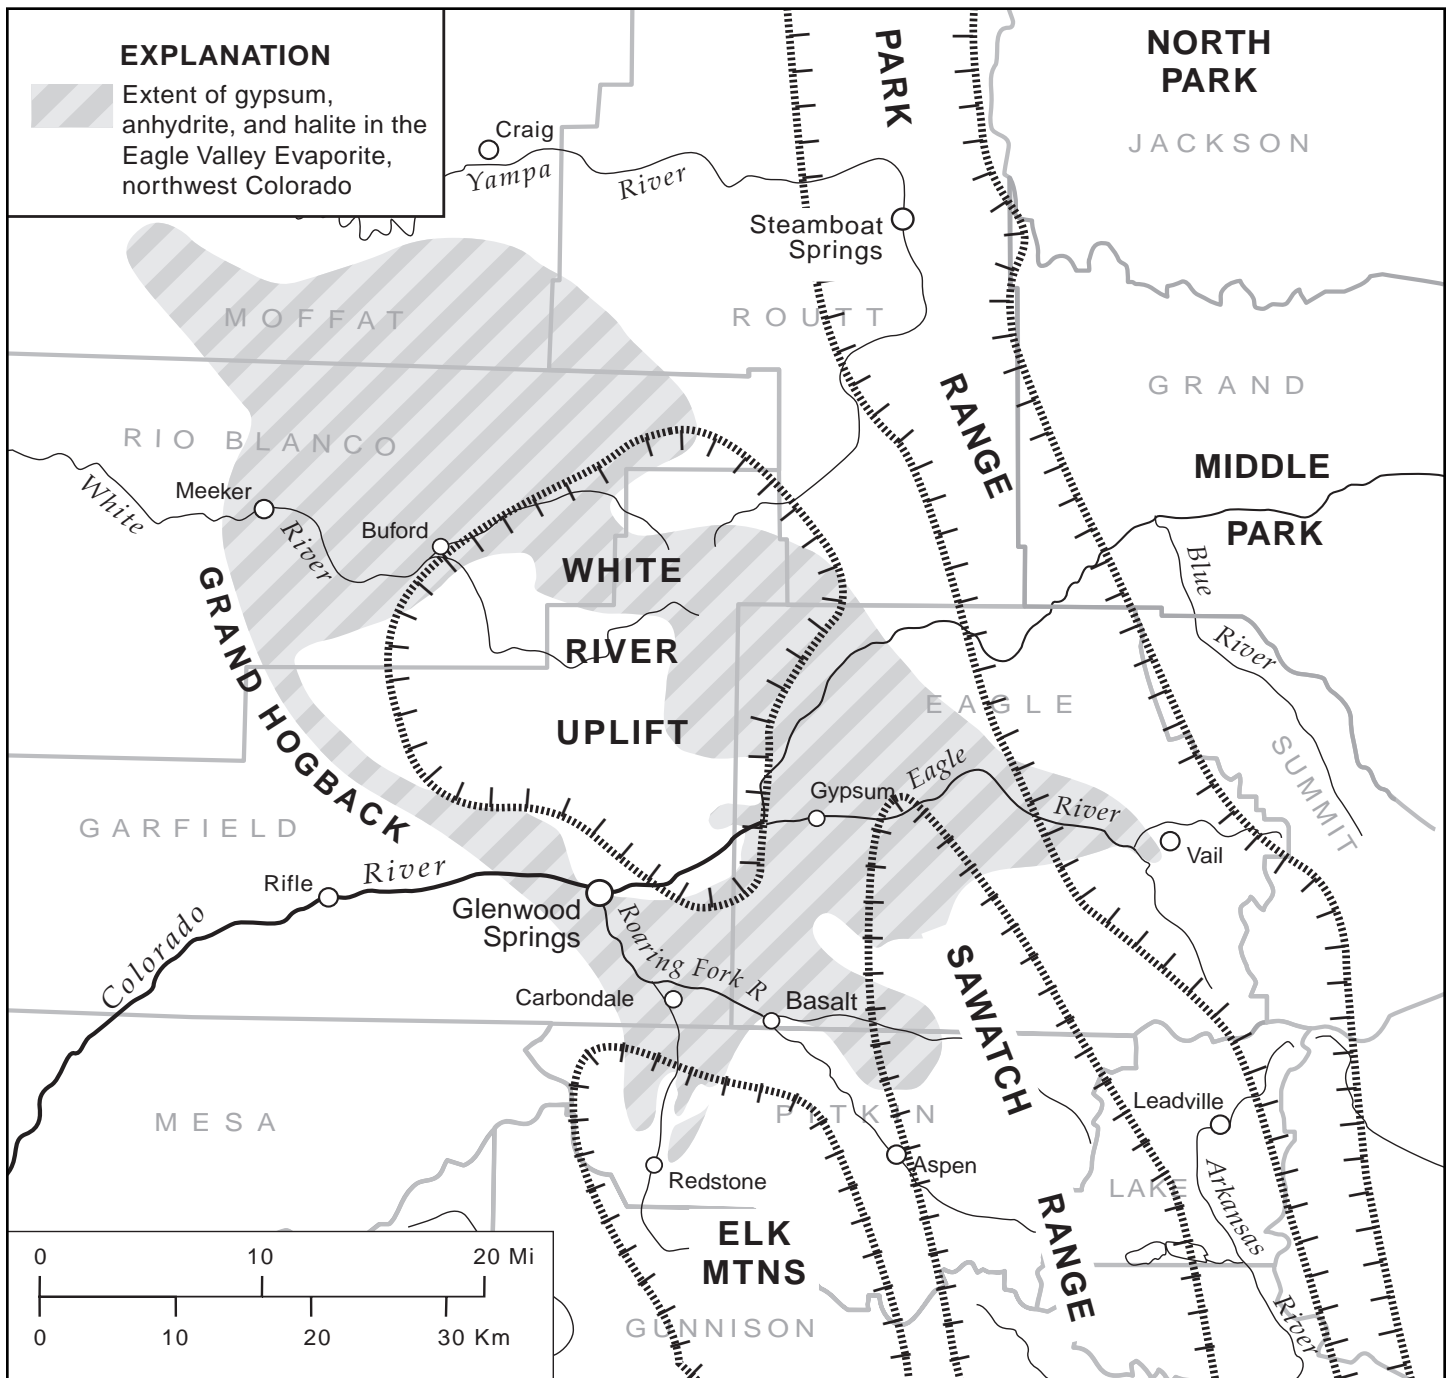 EXPLANATION
Extent of gypsum,
anhydrite, and halite in the
Eagle Valley Evaporite,
northwest Colorado
PARK
NORTH
PARK
JACKSON
Craig
Yampa
River
Steamboat
Springs
MOFFAT
ROUTT
RANGE
GRAND
RIO BLANCO
MIDDLE
PARK
White
Meeker
River
Buford
Blue
River
WHITE
RIVER
UPLIFT
GRAND HOGBACK
EAGLE
SUMMIT
Eagle
River
Gypsum
Vail
GARFIELD
Rifle
River
Colorado
Glenwood
Springs
Roaring Fork R
Carbondale
Basalt
SAWATCH
RANGE
MESA
PITKIN
Leadville
Aspen
Redstone
LAKE
Arkansas
River
ELK
MTNS
GUNNISON
0 10 20 Mi
0 10 20 30 Km